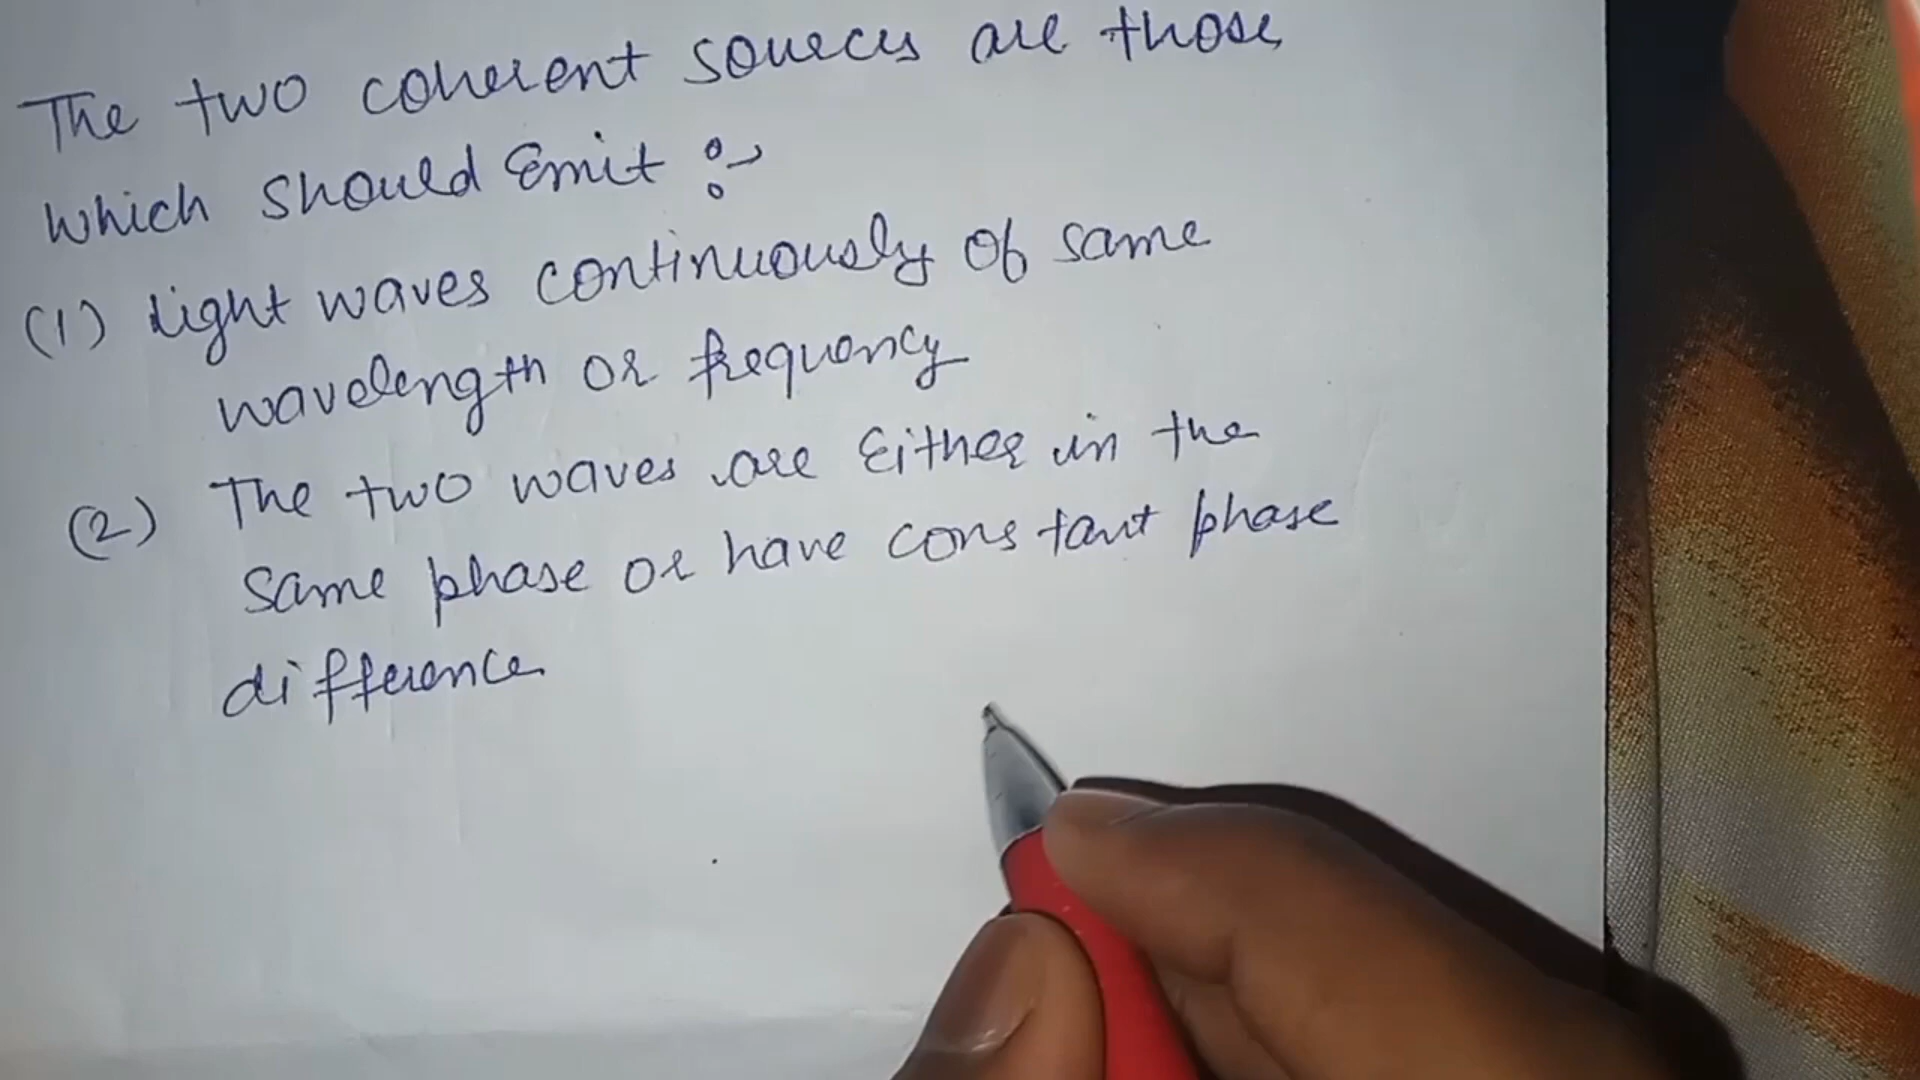 The two coherent sources are those
which should Emit :-
(1) light waves continuously of same
wavelength or frequency
(2) The two waves are Either in the
same phase or have constant phase
difference